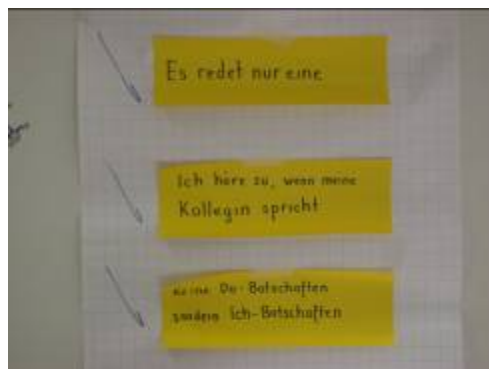 Es redet nur eine
Ich höre zu, wenn meine
Kollegin spricht
keine Du-Botschaften
sondern Ich-Botschaften